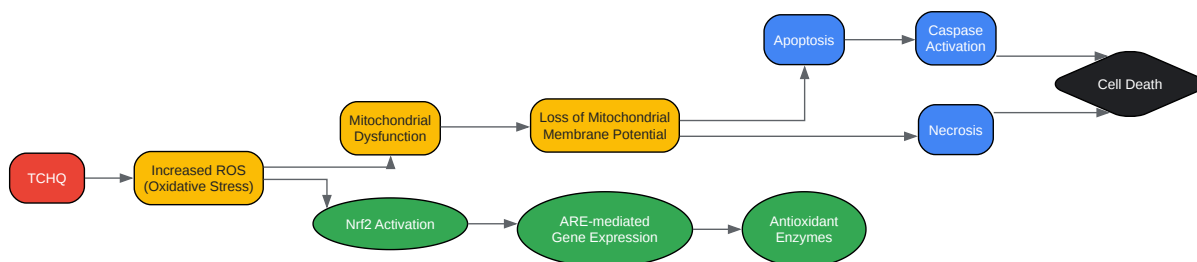 TCHQ
Increased ROS
(Oxidative Stress)
Mitochondrial
Dysfunction
Loss of Mitochondrial
Membrane Potential
Apoptosis
Caspase
Activation
Necrosis
Cell Death
Nrf2 Activation
ARE-mediated
Gene Expression
Antioxidant
Enzymes